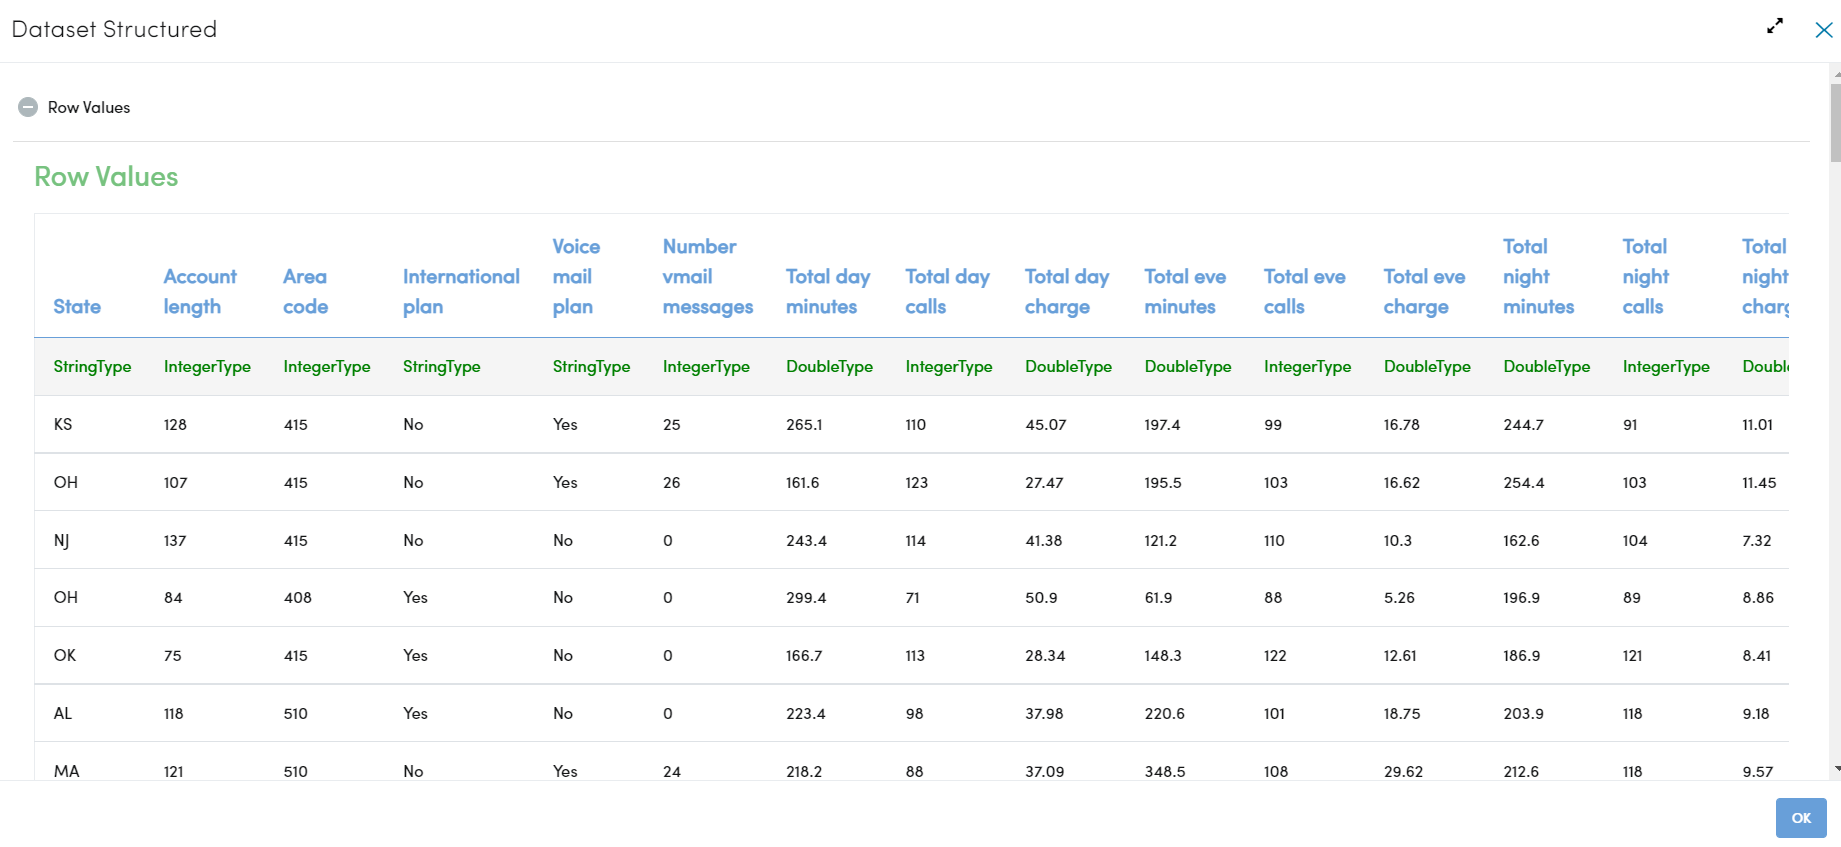 Dataset Structured
Row Values
Row Values
State Account length Area code International plan Voice mail plan Number vmail messages Total day minutes Total day calls Total day charge Total eve minutes Total eve calls Total eve charge Total night minutes Total night calls Total night
StringType IntegerType IntegerType StringType StringType IntegerType DoubleType IntegerType DoubleType DoubleType IntegerType DoubleType DoubleType IntegerType
KS 128 415 No Yes 25 265.1 110 45.07 197.4 99 16.78 244.7 91 11.01
OH 107 415 No Yes 26 161.6 123 27.47 195.5 103 16.62 254.4 103 11.45
NJ 137 415 No No 0 243.4 114 41.38 121.2 110 10.3 162.6 104 7.32
OH 84 408 Yes No 0 299.4 71 50.9 61.9 88 5.26 196.9 89 8.86
OK 75 415 Yes No 0 166.7 113 28.34 148.3 122 12.61 186.9 121 8.41
AL 118 510 Yes No 0 223.4 98 37.98 220.6 101 18.75 203.9 118 9.18
MA 121 510 No Yes 24 218.2 88 37.09 348.5 108 29.62 212.6 118 9.57
OK